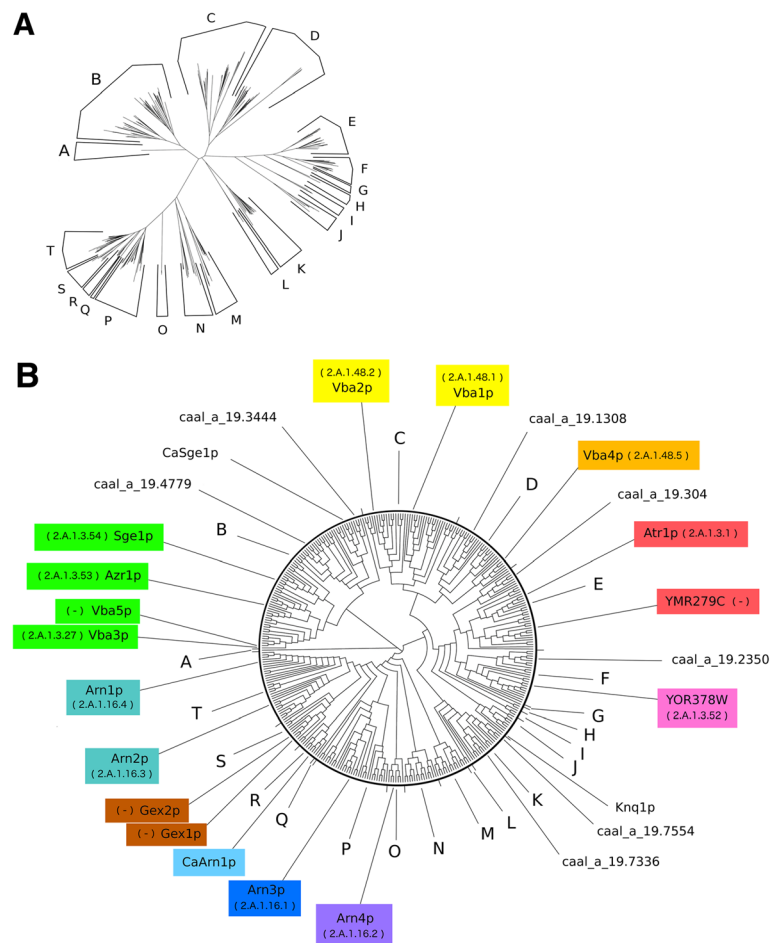 A
C
D
B
E
A
F
G
H
I
J
T
K
S
L
R
Q
P
O
N
M
B
( 2.A.1.48.2 )
Vba2p
( 2.A.1.48.1 )
Vba1p
caal_a_19.3444
caal_a_19.1308
C
CaSge1p
Vba4p ( 2.A.1.48.5 )
caal_a_19.4779
D
caal_a_19.304
B
(2.A.1.3.54) Sge1p
Atr1p ( 2.A.1.3.1 )
(2.A.1.3.53) Azr1p
E
YMR279C (-)
(-) Vba5p
(2.A.1.3.27) Vba3p
A
caal_a_19.2350
F
Arn1p
(2.A.1.16.4)
YOR378W
(2.A.1.3.52)
T
G
H
I
J
Arn2p
(2.A.1.16.3)
S
R
K
(-) Gex2p
Knq1p
Q
L
(-) Gex1p
M
caal_a_19.7554
P
O
N
CaArn1p
caal_a_19.7336
Arn3p
(2.A.1.16.1)
Arn4p
(2.A.1.16.2)